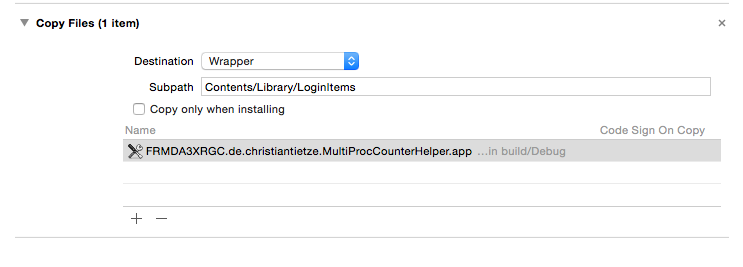 Copy Files (1 item)
Destination Wrapper
Subpath Contents/Library/LoginItems
Copy only when installing
Name Code Sign On Copy
FRMDA3XRGC.de.christiantietze.MultiProcCounterHelper.app ...in build/Debug